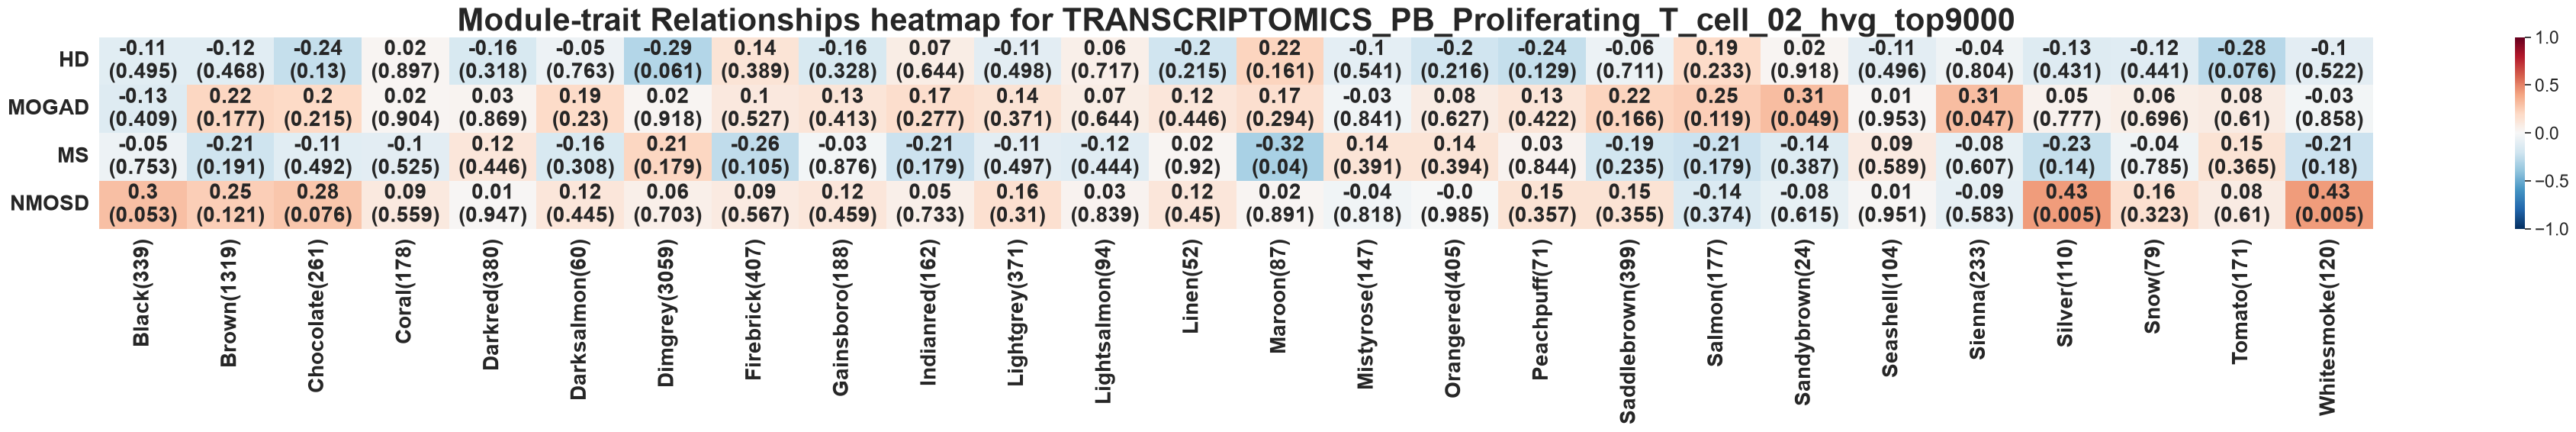 Module-trait Relationships heatmap for TRANSCRIPTOMICS_PB_Proliferating_T_cell_02_hvg_top9000
HD
-0.11 -0.12 -0.24 0.02 -0.16 -0.05 -0.29 0.14 -0.16 0.07 -0.11 0.06 -0.2 0.22 -0.1 -0.2 -0.24 -0.06 0.19 0.02 -0.11 -0.04 -0.13 -0.12 -0.28 -0.1
(0.495) (0.468) (0.13) (0.897) (0.318) (0.763) (0.061) (0.389) (0.328) (0.644) (0.498) (0.717) (0.215) (0.161) (0.541) (0.216) (0.129) (0.711) (0.233) (0.918) (0.496) (0.804) (0.431) (0.441) (0.076) (0.522)
MOGAD
-0.13 0.22 0.2 0.02 0.03 0.19 0.02 0.1 0.13 0.17 0.14 0.07 0.12 0.17 -0.03 0.08 0.13 0.22 0.25 0.31 0.01 0.31 0.05 0.06 0.08 -0.03
(0.409) (0.177) (0.215) (0.904) (0.869) (0.23) (0.918) (0.527) (0.413) (0.277) (0.371) (0.644) (0.446) (0.294) (0.841) (0.627) (0.422) (0.166) (0.119) (0.049) (0.953) (0.047) (0.777) (0.696) (0.61) (0.858)
MS
-0.05 -0.21 -0.11 -0.1 0.12 -0.16 0.21 -0.26 -0.03 -0.21 -0.11 -0.12 0.02 -0.32 0.14 0.14 0.03 -0.19 -0.21 -0.14 0.09 -0.08 -0.23 -0.04 0.15 -0.21
(0.753) (0.191) (0.492) (0.525) (0.446) (0.308) (0.179) (0.105) (0.876) (0.179) (0.497) (0.444) (0.92) (0.04) (0.391) (0.394) (0.844) (0.235) (0.179) (0.387) (0.589) (0.607) (0.14) (0.785) (0.365) (0.18)
NMOSD
0.3 0.25 0.28 0.09 0.01 0.12 0.06 0.09 0.12 0.05 0.16 0.03 0.12 0.02 -0.04 -0.0 0.15 0.15 -0.14 -0.08 0.01 -0.09 0.43 0.16 0.08 0.43
(0.053) (0.121) (0.076) (0.559) (0.947) (0.445) (0.703) (0.567) (0.459) (0.733) (0.31) (0.839) (0.45) (0.891) (0.818) (0.985) (0.357) (0.355) (0.374) (0.615) (0.951) (0.583) (0.005) (0.323) (0.61) (0.005)
Black(339)
Brown(1319)
Chocolate(261)
Coral(178)
Darkred(380)
Darksalmon(60)
Dimgrey(3059)
Firebrick(407)
Gainsboro(188)
Indianred(162)
Lightgrey(371)
Lightsalmon(94)
Linen(52)
Maroon(87)
Mistyrose(147)
Orangered(405)
Peachpuff(71)
Saddlebrown(399)
Salmon(177)
Sandybrown(24)
Seashell(104)
Sienna(233)
Silver(110)
Snow(79)
Tomato(171)
Whitesmoke(120)
1.0
0.5
0.0
−0.5
−1.0